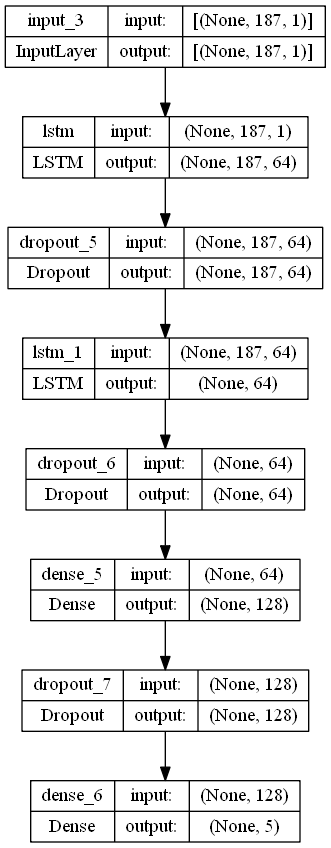 input_3 input: [(None, 187, 1)]
InputLayer output: [(None, 187, 1)]
lstm input: (None, 187, 1)
LSTM output: (None, 187, 64)
dropout_5 input: (None, 187, 64)
Dropout output: (None, 187, 64)
lstm_1 input: (None, 187, 64)
LSTM output: (None, 64)
dropout_6 input: (None, 64)
Dropout output: (None, 64)
dense_5 input: (None, 64)
Dense output: (None, 128)
dropout_7 input: (None, 128)
Dropout output: (None, 128)
dense_6 input: (None, 128)
Dense output: (None, 5)